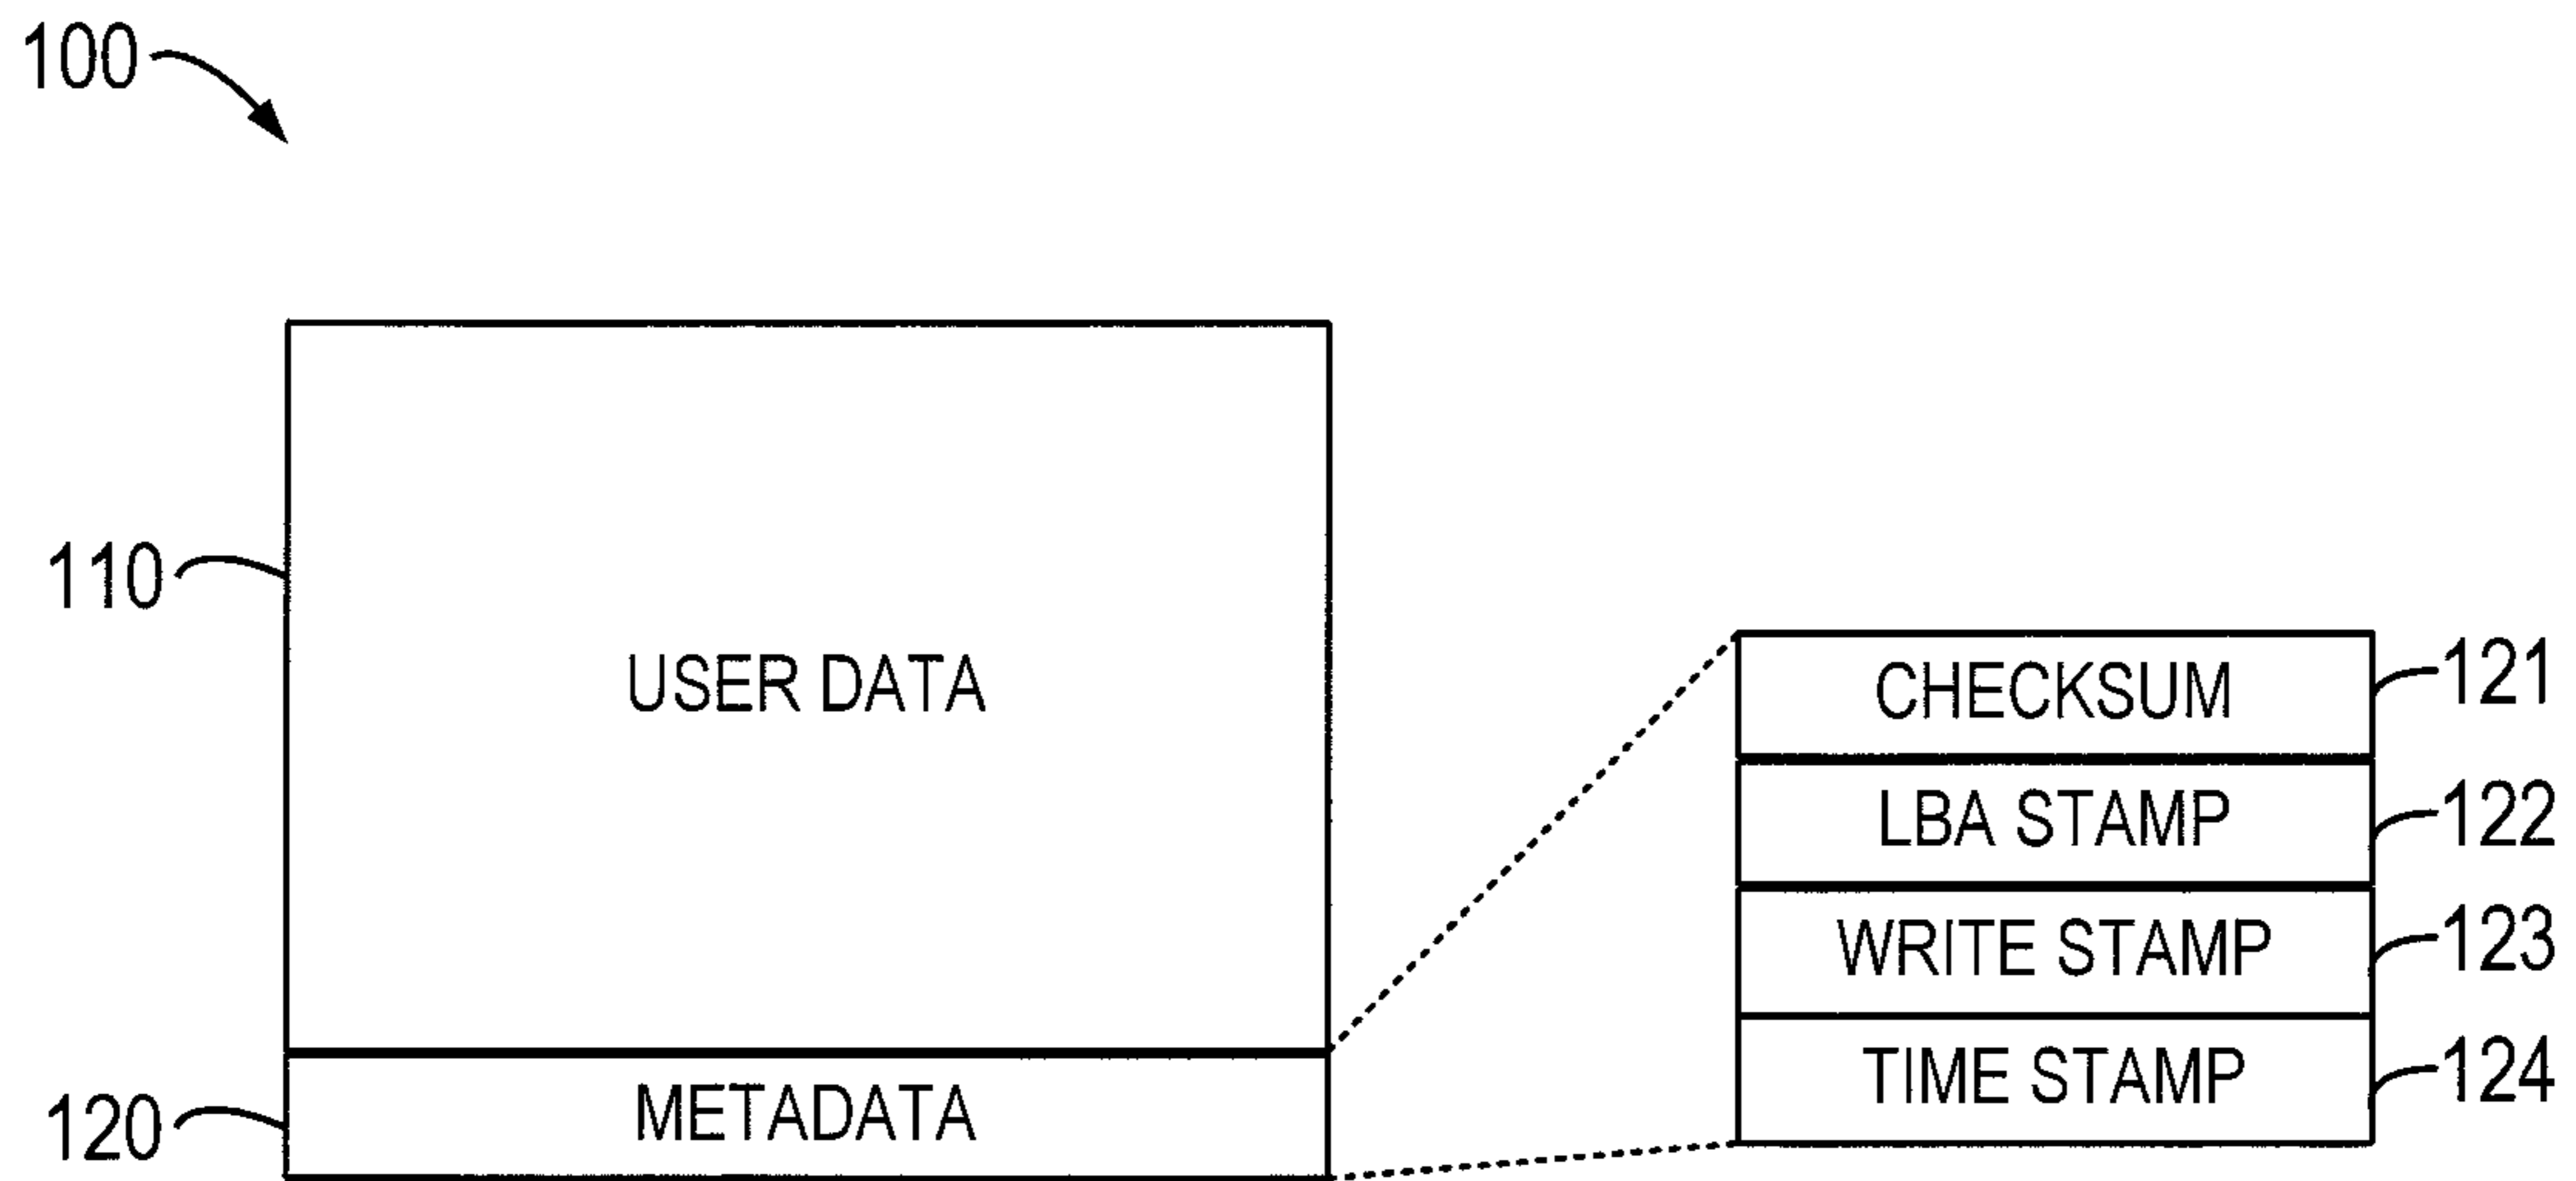 100
110
USER DATA
120
METADATA
CHECKSUM 121
LBA STAMP 122
WRITE STAMP 123
TIME STAMP 124